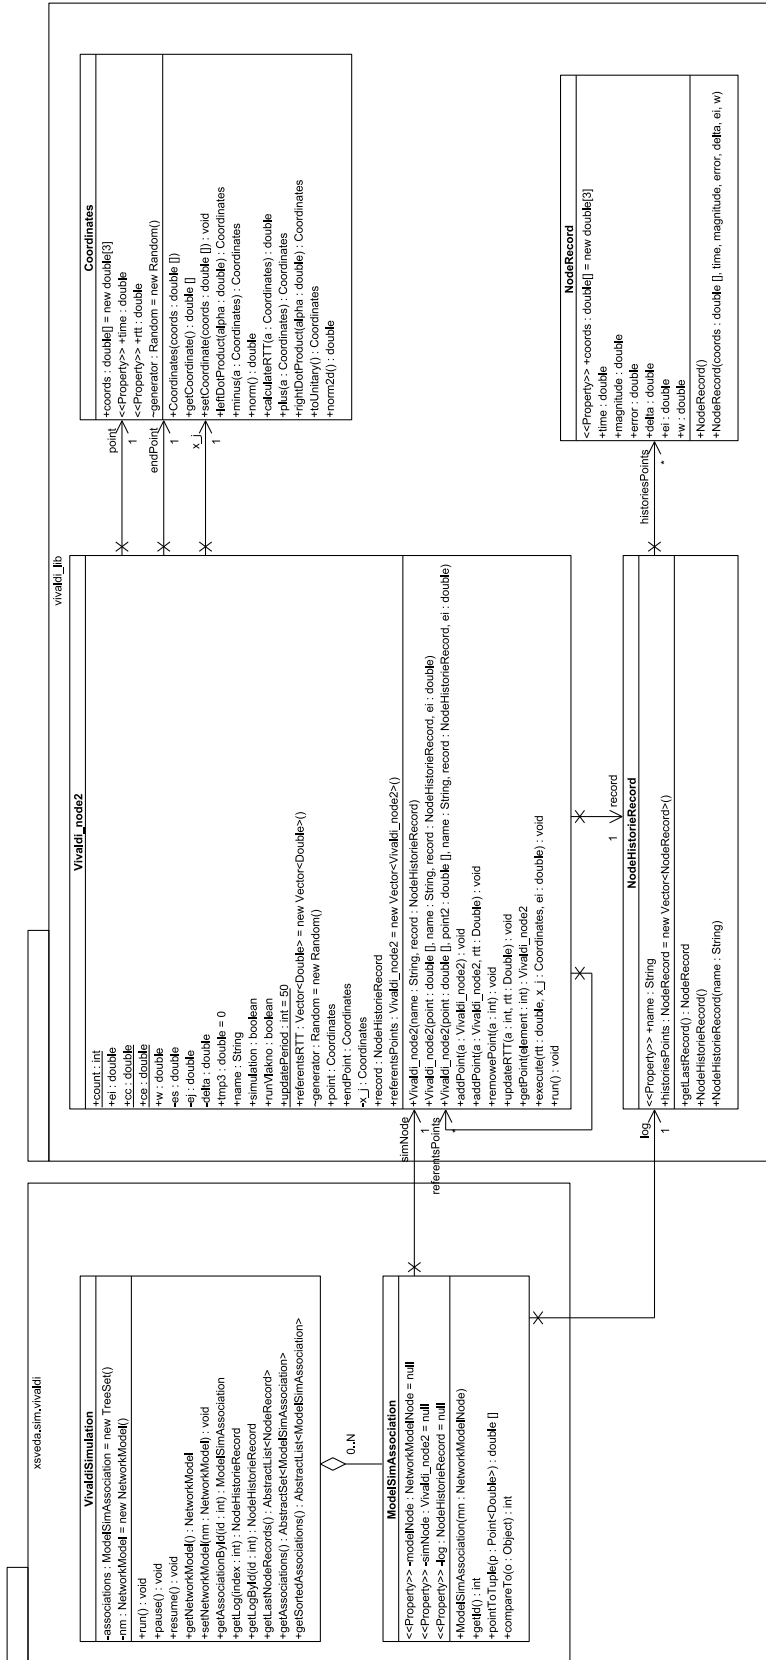 xsveda.sim.vivaldi
VivaldiSimulation
-associations : ModelSimAssociation = new TreeSet()
-nm : NetworkModel = new NetworkModel()
+run() : void
+pause() : void
+resume() : void
+getNetworkModel() : NetworkModel
+setNetworkModel(nm : NetworkModel) : void
+getAssociationById(id : int) : ModelSimAssociation
+getLog(index : int) : NodeHistorieRecord
+getLogById(id : int) : NodeHistorieRecord
+getLastNodeRecords() : AbstractList<NodeRecord>
+getAssociations() : AbstractSet<ModelSimAssociation>
+getSortedAssociations() : AbstractList<ModelSimAssociation>
0..N
ModelSimAssociation
<<Property>> -modelNode : NetworkModelNode = null
<<Property>> -simNode : Vivaldi_node2 = null
<<Property>> -log : NodeHistorieRecord = null
+ModelSimAssociation(mn : NetworkModelNode)
+getId() : int
+pointToTuple(p : Point<Double>) : double []
+compareTo(o : Object) : int
vivaldi_lib
Vivaldi_node2
+count : int
+ei : double
+cc : double
+ce : double
+w : double
-es : double
-ej : double
-delta : double
+tmp3 : double = 0
+name : String
+simulation : boolean
+runVlakno : boolean
+updatePeriod : int = 50
+referentsRTT : Vector<Double> = new Vector<Double>()
~generator : Random = new Random()
+point : Coordinates
+endPoint : Coordinates
-x_j : Coordinates
+record : NodeHistorieRecord
+referentsPoints : Vivaldi_node2 = new Vector<Vivaldi_node2>()
+Vivaldi_node2(name : String, record : NodeHistorieRecord)
+Vivaldi_node2(point : double [], name : String, record : NodeHistorieRecord, ei : double)
+Vivaldi_node2(point : double [], point2 : double [], name : String, record : NodeHistorieRecord, ei : double)
+addPoint(a : Vivaldi_node2) : void
+addPoint(a : Vivaldi_node2, rtt : Double) : void
+remowePoint(a : int) : void
+updateRTT(a : int, rtt : Double) : void
+getPoint(element : int) : Vivaldi_node2
+execute(rtt : double, x_j : Coordinates, ei : double) : void
+run() : void
simNode
1
referentsPoints
*
1
record
log
1
NodeHistorieRecord
<<Property>> +name : String
+historiesPoints : NodeRecord = new Vector<NodeRecord>()
+getLastRecord() : NodeRecord
+NodeHistorieRecord()
+NodeHistorieRecord(name : String)
point
1
endPoint
1
x_j
1
Coordinates
+coords : double[] = new double[3]
<<Property>> +time : double
<<Property>> +rtt : double
~generator : Random = new Random()
+Coordinates(coords : double [])
+getCoordinate() : double []
+setCoordinate(coords : double []) : void
+leftDotProduct(alpha : double) : Coordinates
+minus(a : Coordinates) : Coordinates
+norm() : double
+calculateRTT(a : Coordinates) : double
+plus(a : Coordinates) : Coordinates
+rightDotProduct(alpha : double) : Coordinates
+toUnitary() : Coordinates
+norm2d() : double
historiesPoints
*
NodeRecord
<<Property>> +coords : double[] = new double[3]
+time : double
+magnitude : double
+error : double
+delta : double
+ei : double
+w : double
+NodeRecord()
+NodeRecord(coords : double [], time, magnitude, error, delta, ei, w)